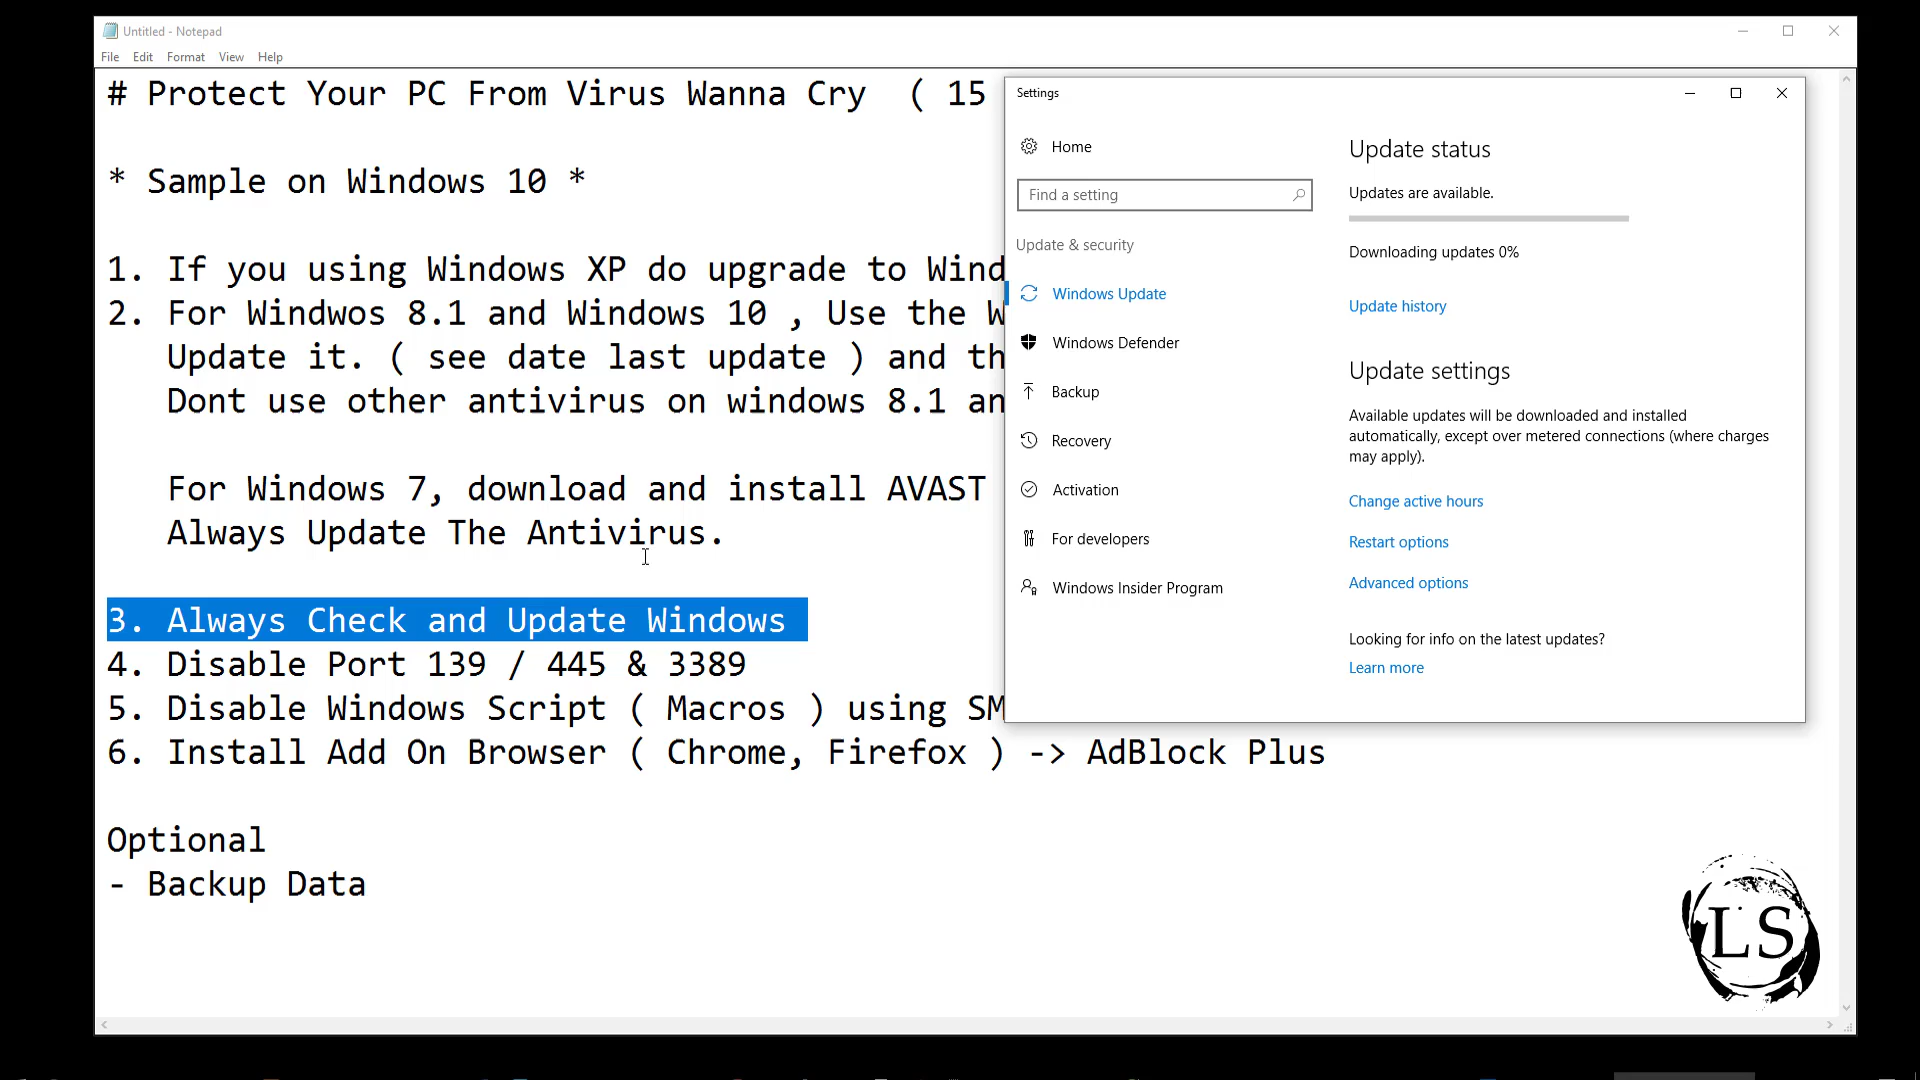 Untitled - Notepad
File Edit Format View Help
# Protect Your PC From Virus Wanna Cry ( 15
* Sample on Windows 10 *
1. If you using Windows XP do upgrade to Wind
2. For Windwos 8.1 and Windows 10 , Use the W
Update it. ( see date last update ) and th
Dont use other antivirus on windows 8.1 an
For Windows 7, download and install AVAST
Always Update The Antivirus.
3. Always Check and Update Windows
4. Disable Port 139 / 445 & 3389
5. Disable Windows Script ( Macros ) using SM
6. Install Add On Browser ( Chrome, Firefox ) -> AdBlock Plus
Optional
- Backup Data
Settings
Home
Find a setting
Update & security
Windows Update
Windows Defender
Backup
Recovery
Activation
For developers
Windows Insider Program
Update status
Updates are available.
Downloading updates 0%
Update history
Update settings
Available updates will be downloaded and installed
automatically, except over metered connections (where charges
may apply).
Change active hours
Restart options
Advanced options
Looking for info on the latest updates?
Learn more
LS